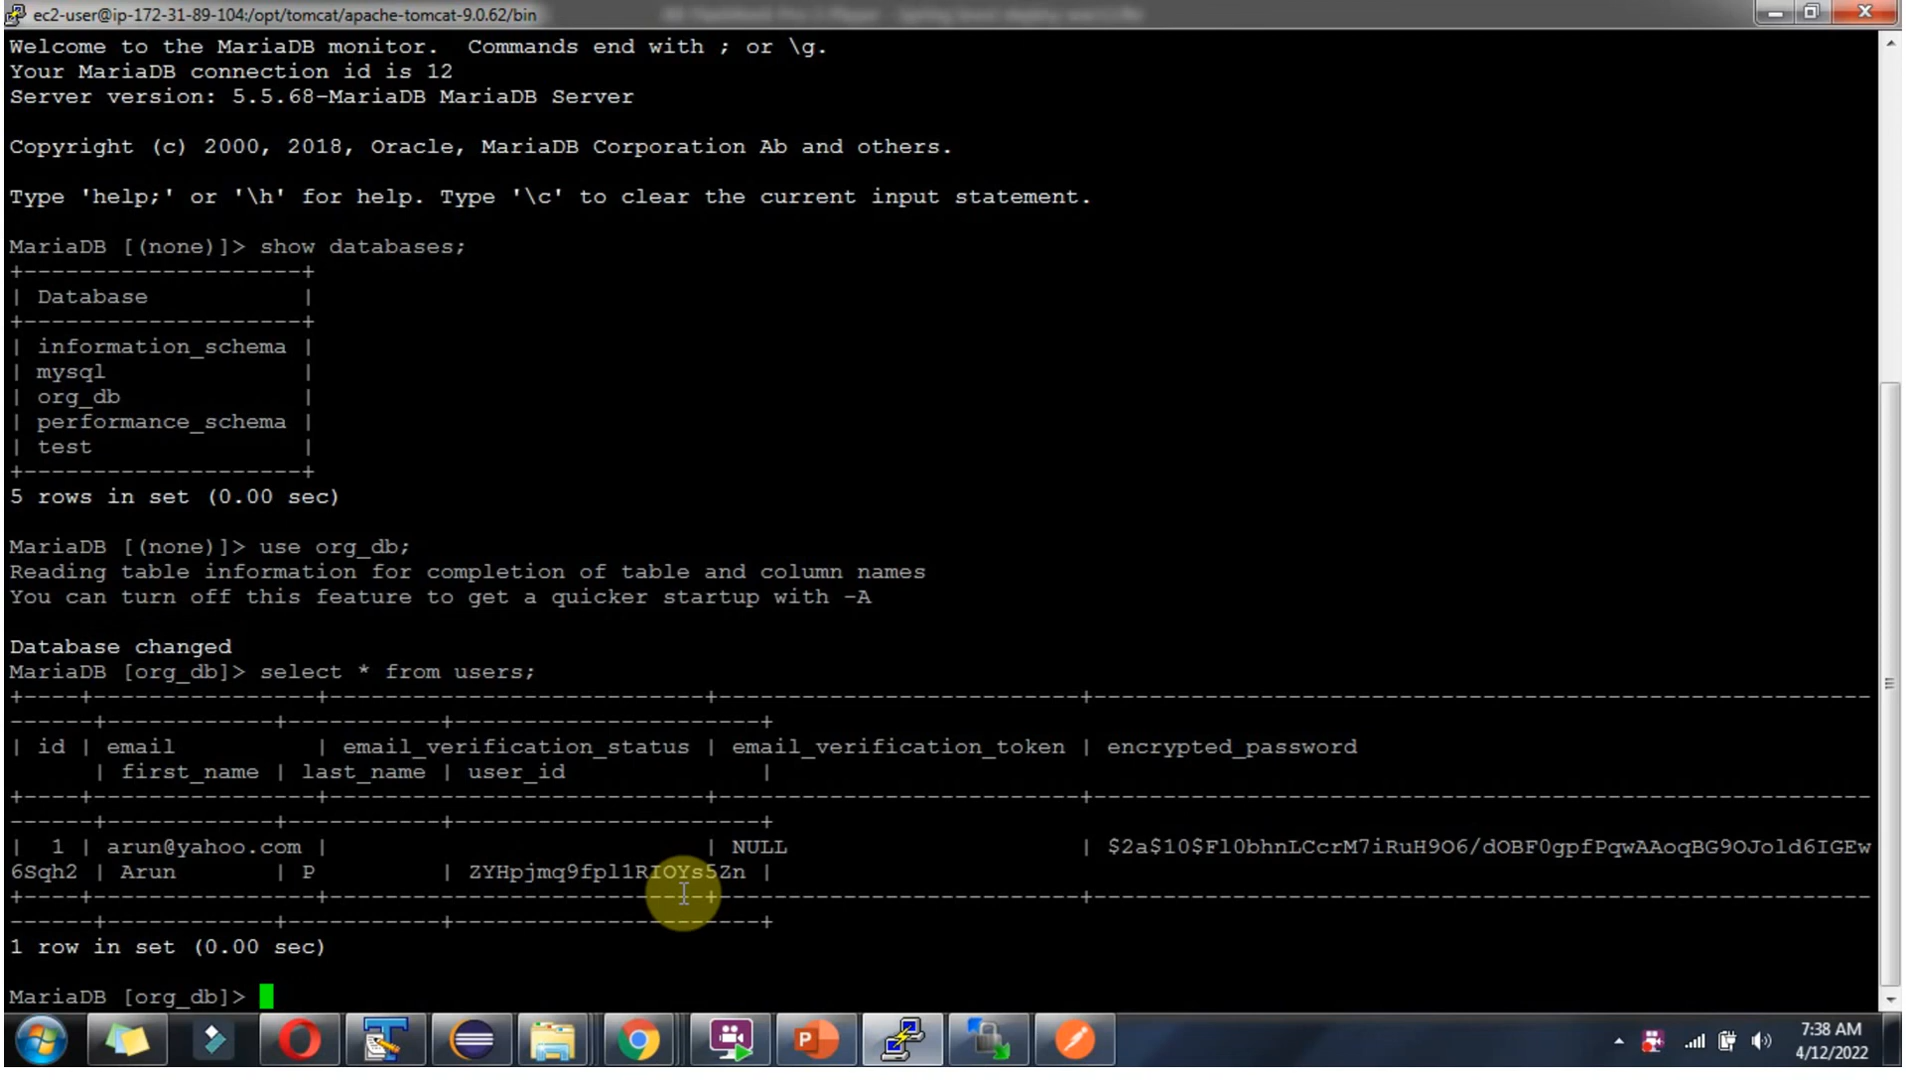 ec2-user@ip-172-31-89-104:/opt/tomcat/apache-tomcat-9.0.62/bin
Welcome to the MariaDB monitor.  Commands end with ; or \g.
Your MariaDB connection id is 12
Server version: 5.5.68-MariaDB MariaDB Server
Copyright (c) 2000, 2018, Oracle, MariaDB Corporation Ab and others.
Type 'help;' or '\h' for help. Type '\c' to clear the current input statement.
MariaDB [(none)]> show databases;
+--------------------+
| Database           |
+--------------------+
| information_schema |
| mysql              |
| org_db             |
| performance_schema |
| test               |
+--------------------+
5 rows in set (0.00 sec)
MariaDB [(none)]> use org_db;
Reading table information for completion of table and column names
You can turn off this feature to get a quicker startup with -A
Database changed
MariaDB [org_db]> select * from users;
+----+----------------+---------------------------+--------------------------+--------------------------------------------------------
------+------------+-----------+----------------------+
| id | email          | email_verification_status | email_verification_token | encrypted_password
      | first_name | last_name | user_id              |
+----+----------------+---------------------------+--------------------------+--------------------------------------------------------
------+------------+-----------+----------------------+
|  1 | arun@yahoo.com |                           | NULL                     | $2a$10$Fl0bhnLCcrM7iRuH9O6/dOBF0gpfPqwAAoqBG9OJold6IGEw
6Sqh2 | Arun       | P         | ZYHpjmq9fpl1RIOYs5Zn |
+----+----------------+---------------------------+--------------------------+--------------------------------------------------------
------+------------+-----------+----------------------+
1 row in set (0.00 sec)
MariaDB [org_db]>
7:38 AM
4/12/2022